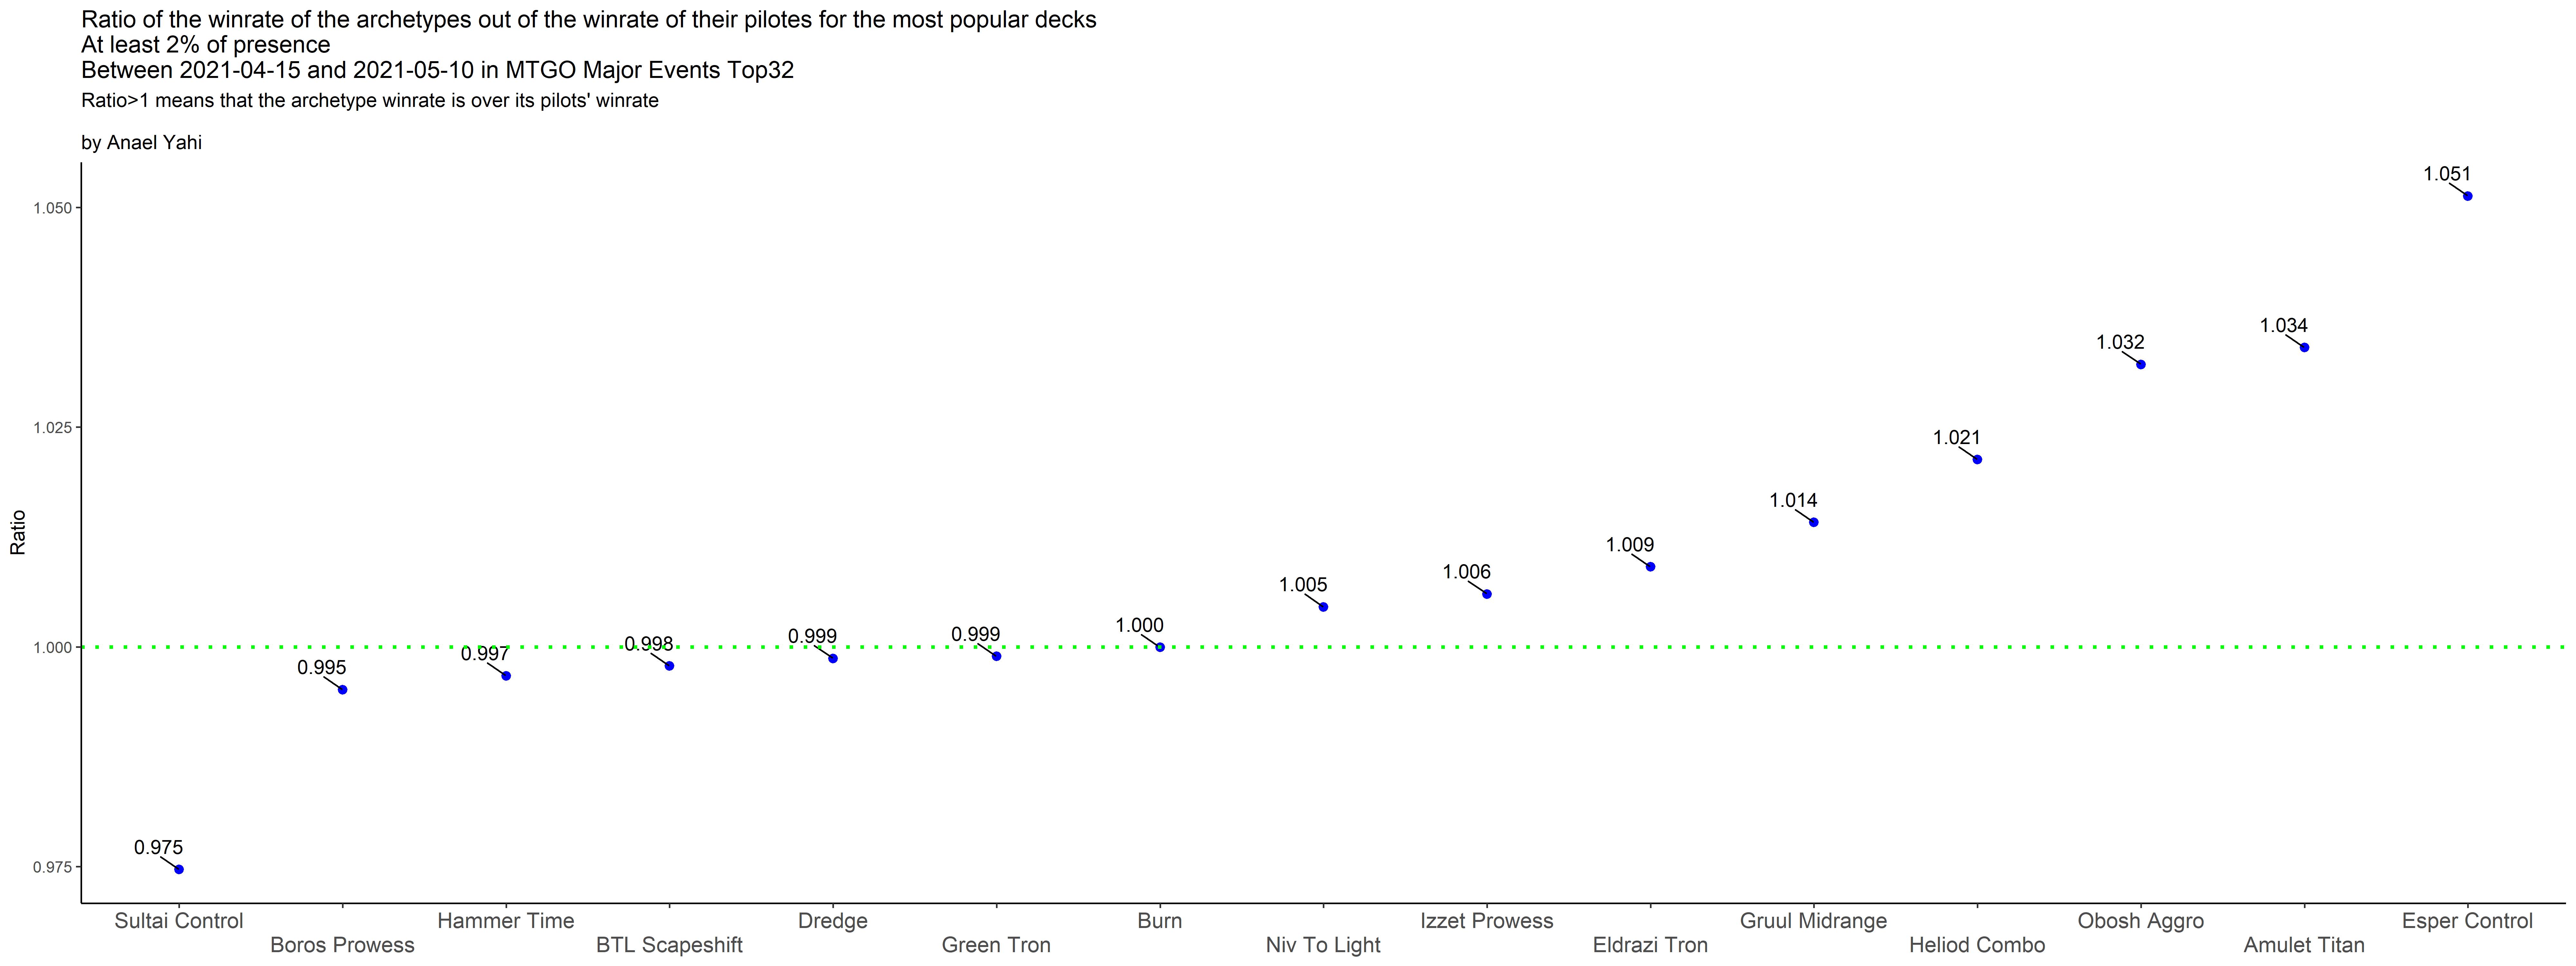 Ratio of the winrate of the archetypes out of the winrate of their pilotes for the most popular decks
At least 2% of presence
Between 2021-04-15 and 2021-05-10 in MTGO Major Events Top32
Ratio>1 means that the archetype winrate is over its pilots' winrate
by Anael Yahi
Ratio
1.050
1.025
1.000
0.975
0.975
0.995
0.997
0.998
0.999
0.999
1.000
1.005
1.006
1.009
1.014
1.021
1.032
1.034
1.051
Sultai Control
Boros Prowess
Hammer Time
BTL Scapeshift
Dredge
Green Tron
Burn
Niv To Light
Izzet Prowess
Eldrazi Tron
Gruul Midrange
Heliod Combo
Obosh Aggro
Amulet Titan
Esper Control